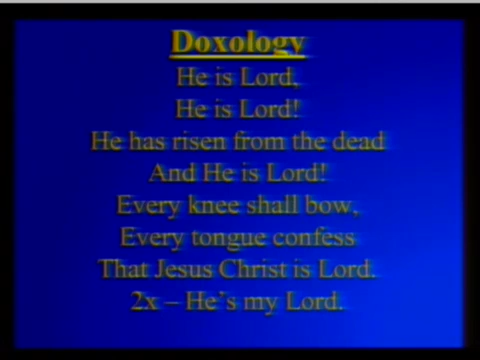 Doxology
He is Lord,
He is Lord!
He has risen from the dead
And He is Lord!
Every knee shall bow,
Every tongue confess
That Jesus Christ is Lord.
2x – He's my Lord.